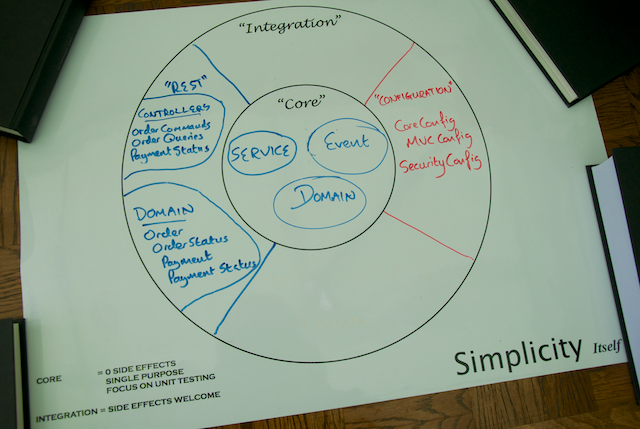 "Integration"
"REST"
CONTROLLERS
Order Commands
Order Queries
Payment Status
DOMAIN
Order
Order Status
Payment
Payment Status
"Core"
SERVICE
Event
DOMAIN
"CONFIGURATION"
Core Config
MVC Config
Security Config
CORE = 0 SIDE EFFECTS
SINGLE PURPOSE
FOCUS ON UNIT TESTING
INTEGRATION = SIDE EFFECTS WELCOME
Simplicity Itself